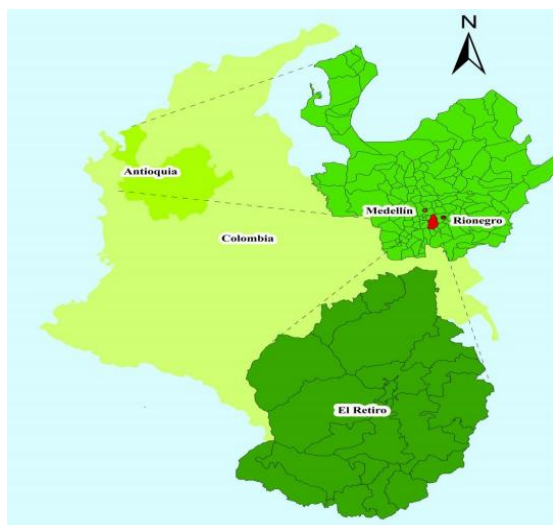 N
Antioquia
Medellín
Rionegro
Colombia
El Retiro